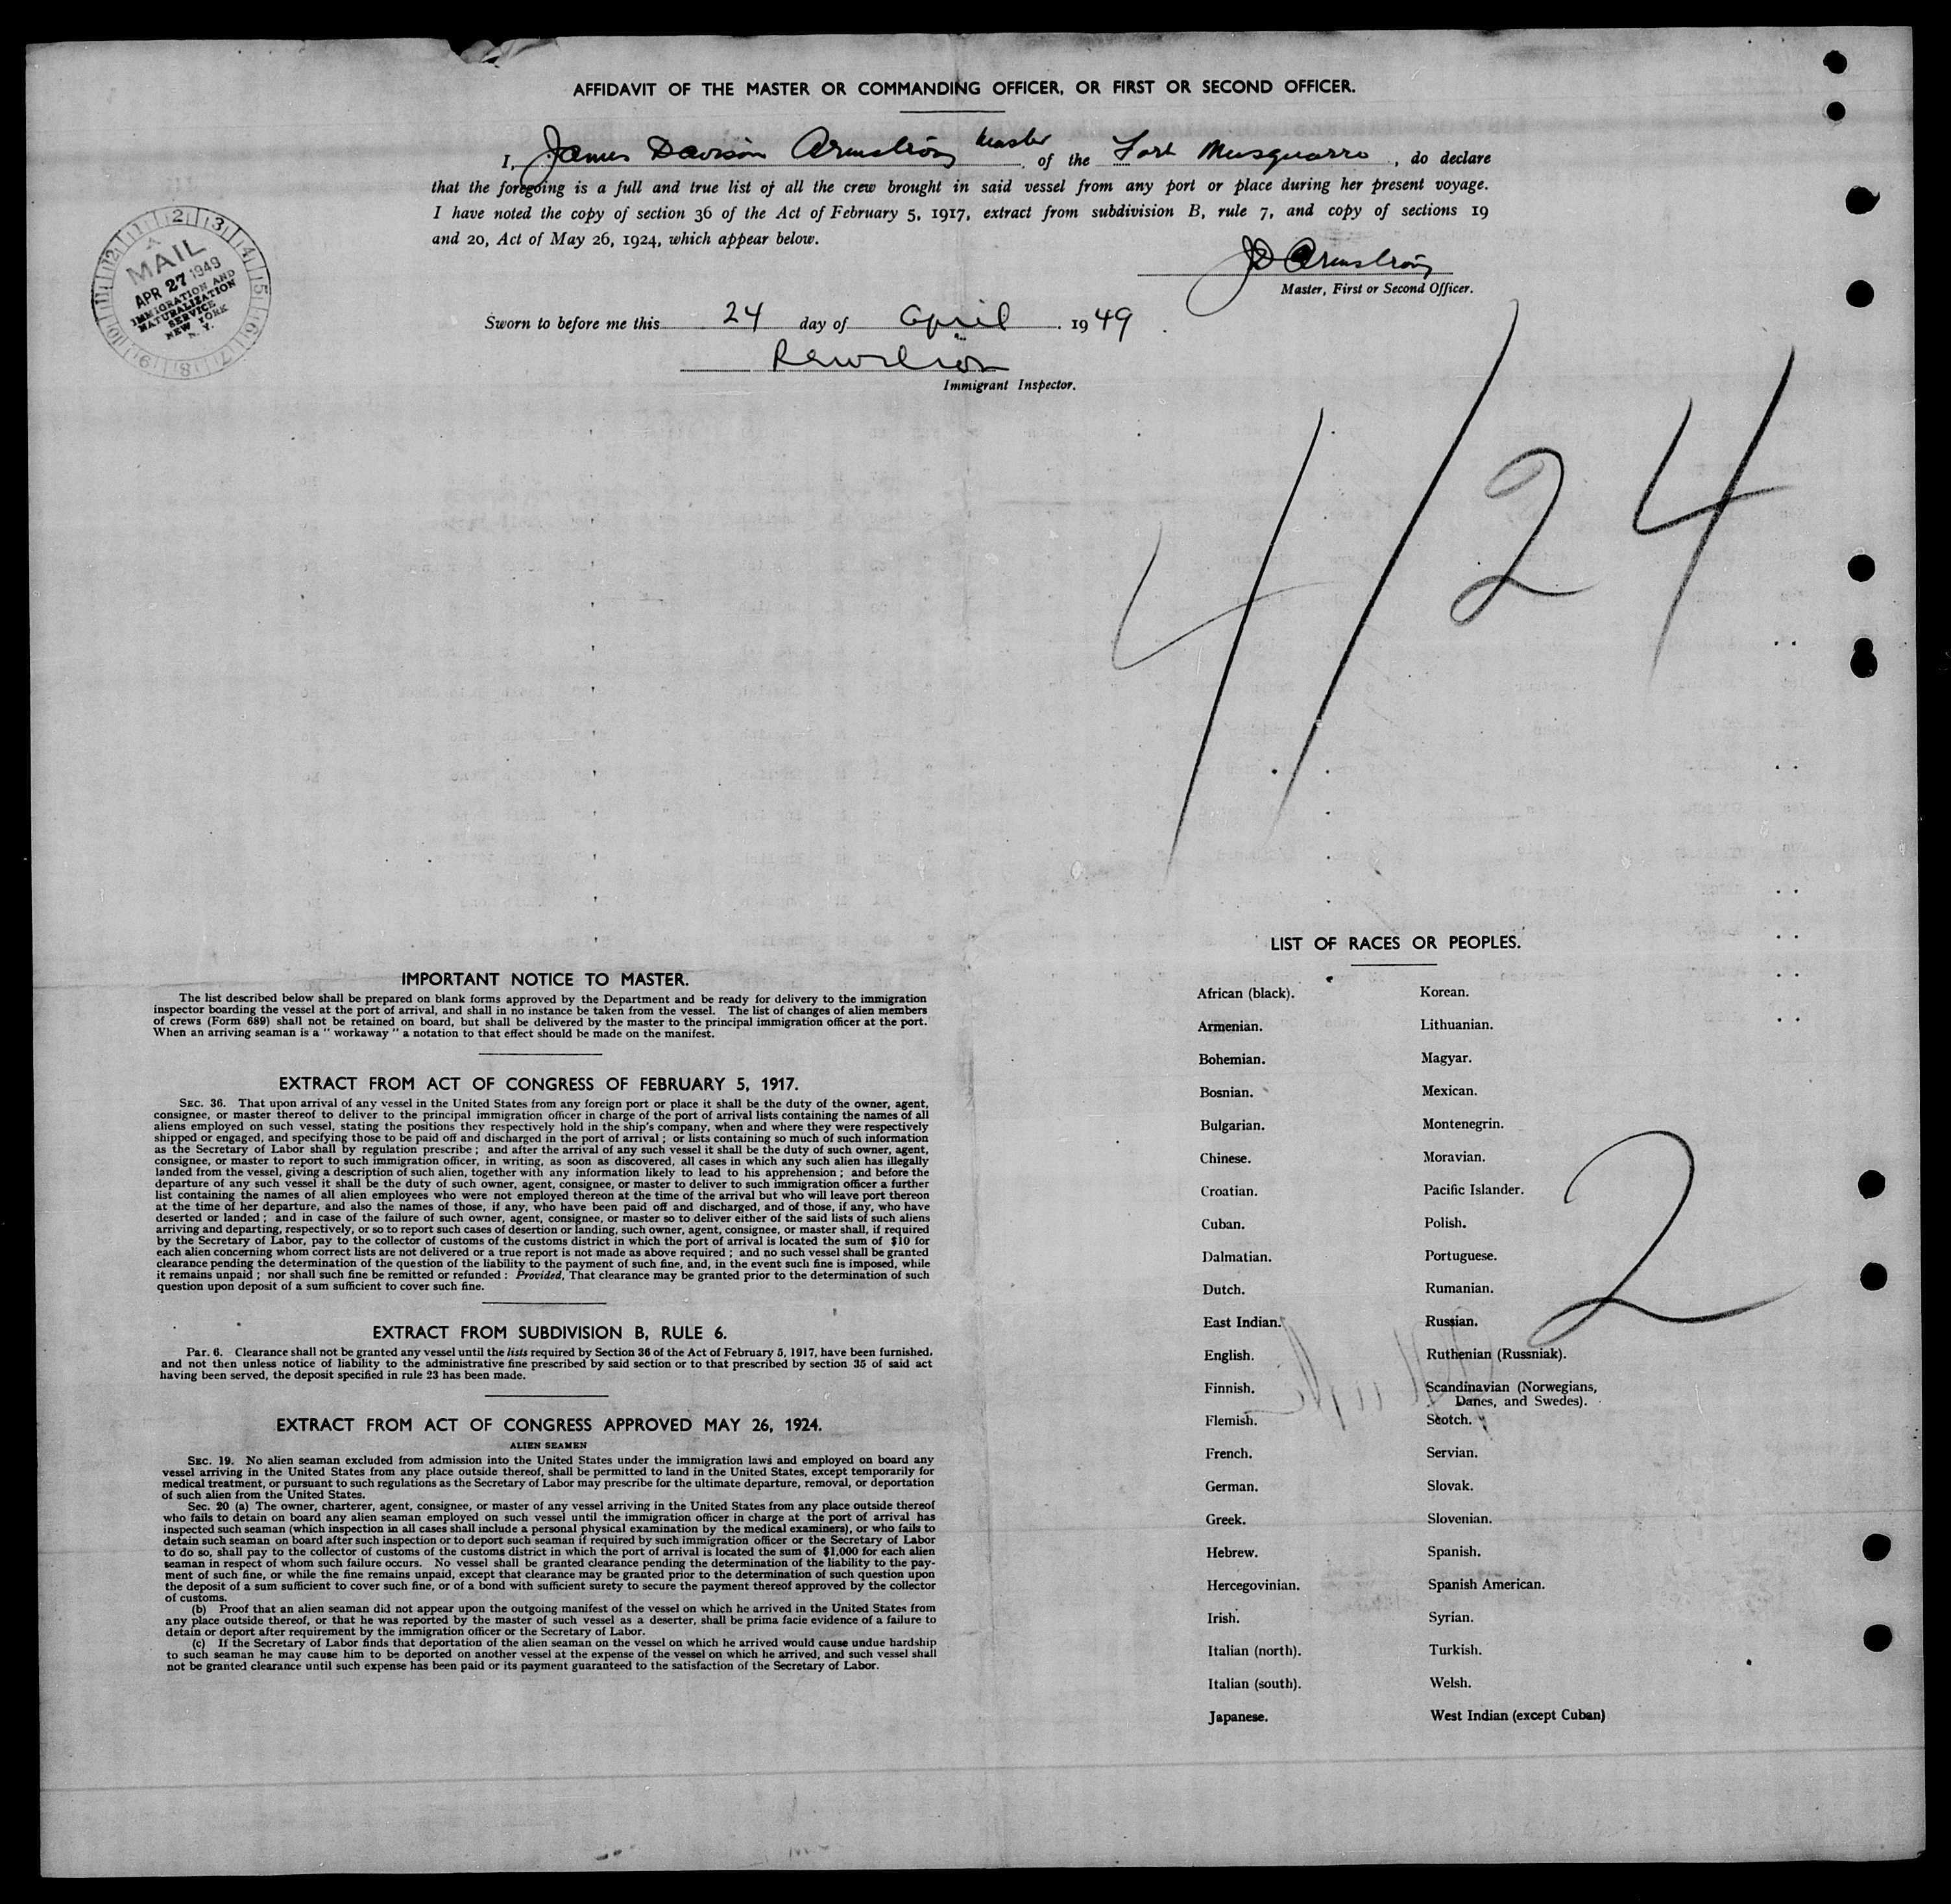 AFFIDAVIT OF THE MASTER OR COMMANDING OFFICER, OR FIRST OR SECOND OFFICER.
I, James Davison Armstrong Master of the Fort Musquarro, do declare
that the foregoing is a full and true list of all the crew brought in said vessel from any port or place during her present voyage.
I have noted the copy of section 36 of the Act of February 5, 1917, extract from subdivision B, rule 7, and copy of sections 19
and 20, Act of May 26, 1924, which appear below.
JD Armstrong
Master, First or Second Officer.
Sworn to before me this 24 day of April 1949
Immigrant Inspector.
12 1 2 3 4 5 6 7 8 9 10 11
MAIL
APR 27 1949
IMMIGRATION AND
NATURALIZATION
SERVICE
NEW YORK
N. Y.
4/24
IMPORTANT NOTICE TO MASTER.
The list described below shall be prepared on blank forms approved by the Department and be ready for delivery to the immigration
inspector boarding the vessel at the port of arrival, and shall in no instance be taken from the vessel. The list of changes of alien members
of crews (Form 689) shall not be retained on board, but shall be delivered by the master to the principal immigration officer at the port.
When an arriving seaman is a " workaway " a notation to that effect should be made on the manifest.
EXTRACT FROM ACT OF CONGRESS OF FEBRUARY 5, 1917.
SEC. 36. That upon arrival of any vessel in the United States from any foreign port or place it shall be the duty of the owner, agent,
consignee, or master thereof to deliver to the principal immigration officer in charge of the port of arrival lists containing the names of all
aliens employed on such vessel, stating the positions they respectively hold in the ship's company, when and where they were respectively
shipped or engaged, and specifying those to be paid off and discharged in the port of arrival ; or lists containing so much of such information
as the Secretary of Labor shall by regulation prescribe ; and after the arrival of any such vessel it shall be the duty of such owner, agent,
consignee, or master to report to such immigration officer, in writing, as soon as discovered, all cases in which any such alien has illegally
landed from the vessel, giving a description of such alien, together with any information likely to lead to his apprehension ; and before the
departure of any such vessel it shall be the duty of such owner, agent, consignee, or master to deliver to such immigration officer a further
list containing the names of all alien employees who were not employed thereon at the time of the arrival but who will leave port thereon
at the time of her departure, and also the names of those, if any, who have been paid off and discharged, and of those, if any, who have
deserted or landed ; and in case of the failure of such owner, agent, consignee, or master so to deliver either of the said lists of such aliens
arriving and departing, respectively, or so to report such cases of desertion or landing, such owner, agent, consignee, or master shall, if required
by the Secretary of Labor, pay to the collector of customs of the customs district in which the port of arrival is located the sum of $10 for
each alien concerning whom correct lists are not delivered or a true report is not made as above required ; and no such vessel shall be granted
clearance pending the determination of the question of the liability to the payment of such fine, and, in the event such fine is imposed, while
it remains unpaid ; nor shall such fine be remitted or refunded : Provided, That clearance may be granted prior to the determination of such
question upon deposit of a sum sufficient to cover such fine.
EXTRACT FROM SUBDIVISION B, RULE 6.
Par. 6. Clearance shall not be granted any vessel until the lists required by Section 36 of the Act of February 5, 1917, have been furnished,
and not then unless notice of liability to the administrative fine prescribed by said section or to that prescribed by section 35 of said act
having been served, the deposit specified in rule 23 has been made.
EXTRACT FROM ACT OF CONGRESS APPROVED MAY 26, 1924.
ALIEN SEAMEN
SEC. 19. No alien seaman excluded from admission into the United States under the immigration laws and employed on board any
vessel arriving in the United States from any place outside thereof, shall be permitted to land in the United States, except temporarily for
medical treatment, or pursuant to such regulations as the Secretary of Labor may prescribe for the ultimate departure, removal, or deportation
of such alien from the United States.
Sec. 20 (a) The owner, charterer, agent, consignee, or master of any vessel arriving in the United States from any place outside thereof
who fails to detain on board any alien seaman employed on such vessel until the immigration officer in charge at the port of arrival has
inspected such seaman (which inspection in all cases shall include a personal physical examination by the medical examiners), or who fails to
detain such seaman on board after such inspection or to deport such seaman if required by such immigration officer or the Secretary of Labor
to do so, shall pay to the collector of customs of the customs district in which the port of arrival is located the sum of $1,000 for each alien
seaman in respect of whom such failure occurs. No vessel shall be granted clearance pending the determination of the liability to the pay-
ment of such fine, or while the fine remains unpaid, except that clearance may be granted prior to the determination of such question upon
the deposit of a sum sufficient to cover such fine, or of a bond with sufficient surety to secure the payment thereof approved by the collector
of customs.
(b) Proof that an alien seaman did not appear upon the outgoing manifest of the vessel on which he arrived in the United States from
any place outside thereof, or that he was reported by the master of such vessel as a deserter, shall be prima facie evidence of a failure to
detain or deport after requirement by the immigration officer or the Secretary of Labor.
(c) If the Secretary of Labor finds that deportation of the alien seaman on the vessel on which he arrived would cause undue hardship
to such seaman he may cause him to be deported on another vessel at the expense of the vessel on which he arrived, and such vessel shall
not be granted clearance until such expense has been paid or its payment guaranteed to the satisfaction of the Secretary of Labor.
LIST OF RACES OR PEOPLES.
African (black). Korean.
Armenian. Lithuanian.
Bohemian. Magyar.
Bosnian. Mexican.
Bulgarian. Montenegrin.
Chinese. Moravian.
Croatian. Pacific Islander.
Cuban. Polish.
Dalmatian. Portuguese.
Dutch. Rumanian.
East Indian. Russian.
English. Ruthenian (Russniak).
Finnish. Scandinavian (Norwegians,
Danes, and Swedes).
Flemish. Scotch.
French. Servian.
German. Slovak.
Greek. Slovenian.
Hebrew. Spanish.
Hercegovinian. Spanish American.
Irish. Syrian.
Italian (north). Turkish.
Italian (south). Welsh.
Japanese. West Indian (except Cuban)
2